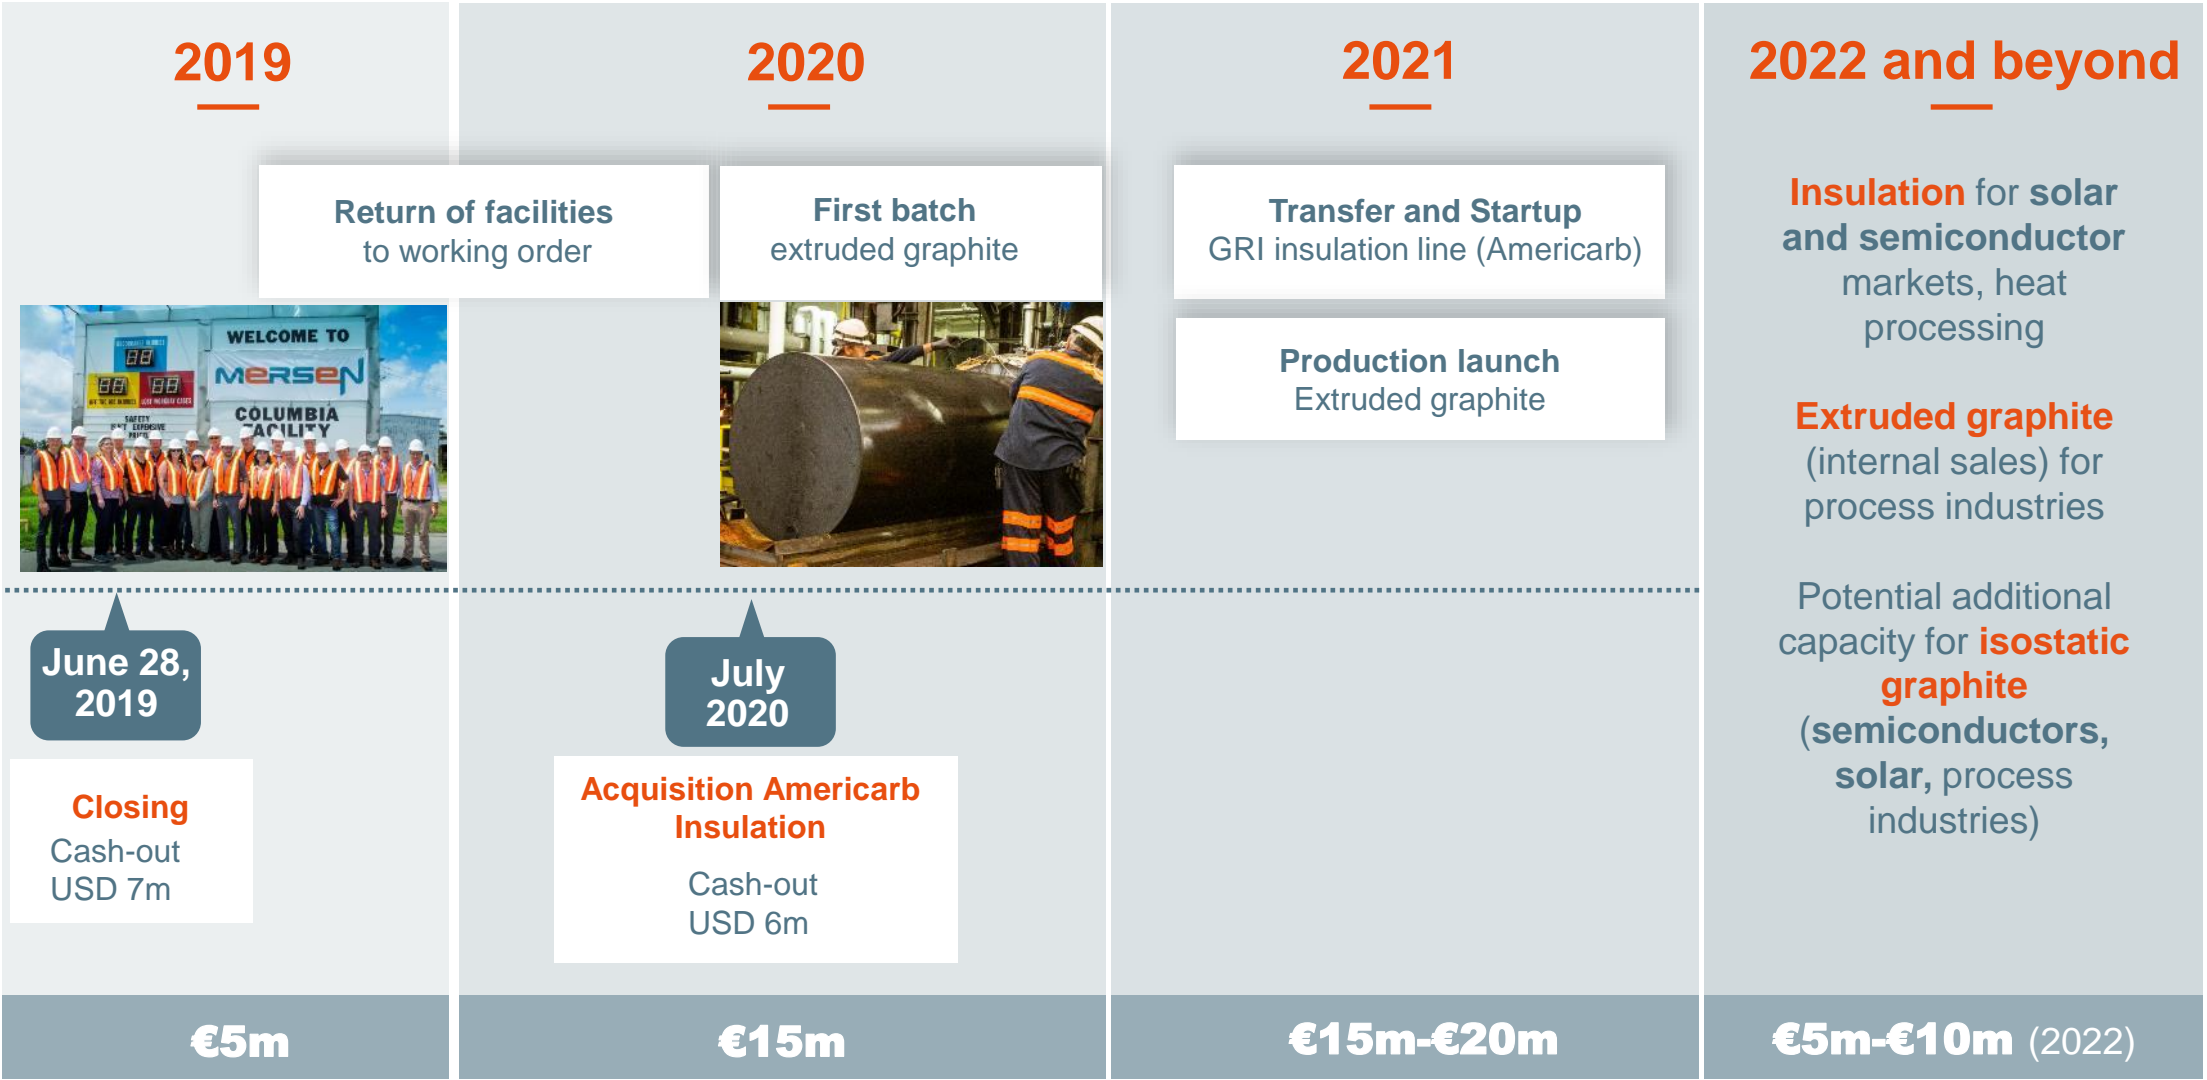 2019
2020
2021
2022 and beyond
Return of facilities
to working order
First batch
extruded graphite
Transfer and Startup
GRI insulation line (Americarb)
Production launch
Extruded graphite
WELCOME TO
MERSEN
COLUMBIA
FACILITY
SAFETY
June 28,
2019
Closing
Cash-out
USD 7m
July
2020
Acquisition Americarb
Insulation
Cash-out
USD 6m
Insulation for solar
and semiconductor
markets, heat
processing
Extruded graphite
(internal sales) for
process industries
Potential additional
capacity for isostatic
graphite
(semiconductors,
solar, process
industries)
€5m
€15m
€15m-€20m
€5m-€10m (2022)